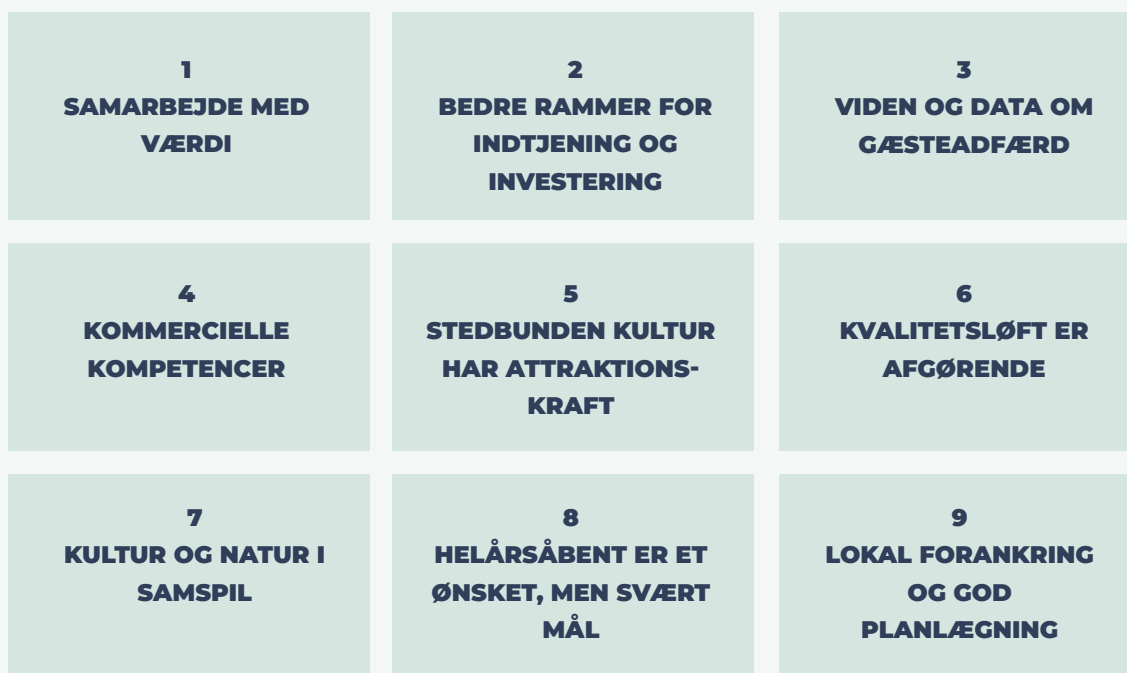 1
SAMARBEJDE MED
VÆRDI
2
BEDRE RAMMER FOR
INDTJENING OG
INVESTERING
3
VIDEN OG DATA OM
GÆSTEADFÆRD
4
KOMMERCIELLE
KOMPETENCER
5
STEDBUNDEN KULTUR
HAR ATTRAKTIONS-
KRAFT
6
KVALITETSLØFT ER
AFGØRENDE
7
KULTUR OG NATUR I
SAMSPIL
8
HELÅRSÅBENT ER ET
ØNSKET, MEN SVÆRT
MÅL
9
LOKAL FORANKRING
OG GOD
PLANLÆGNING